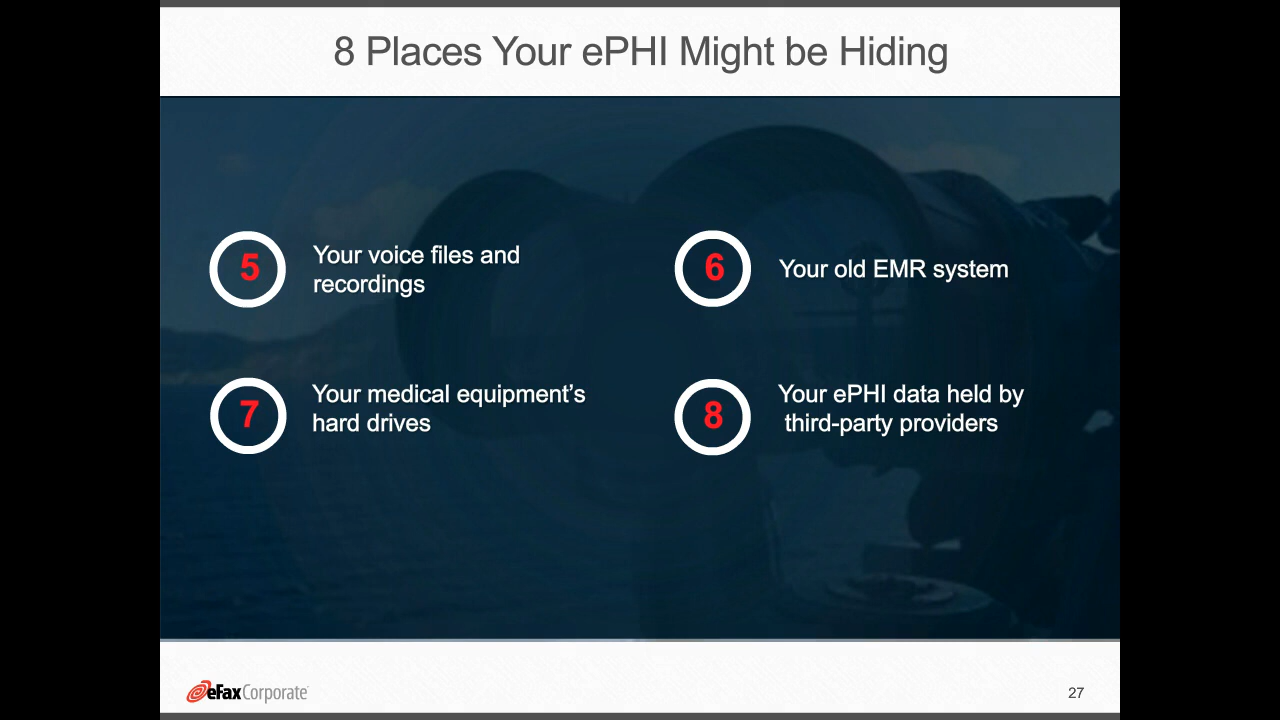 8 Places Your ePHI Might be Hiding
5
Your voice files and
recordings
6
Your old EMR system
7
Your medical equipment’s
hard drives
8
Your ePHI data held by
third-party providers
eFax Corporate
27